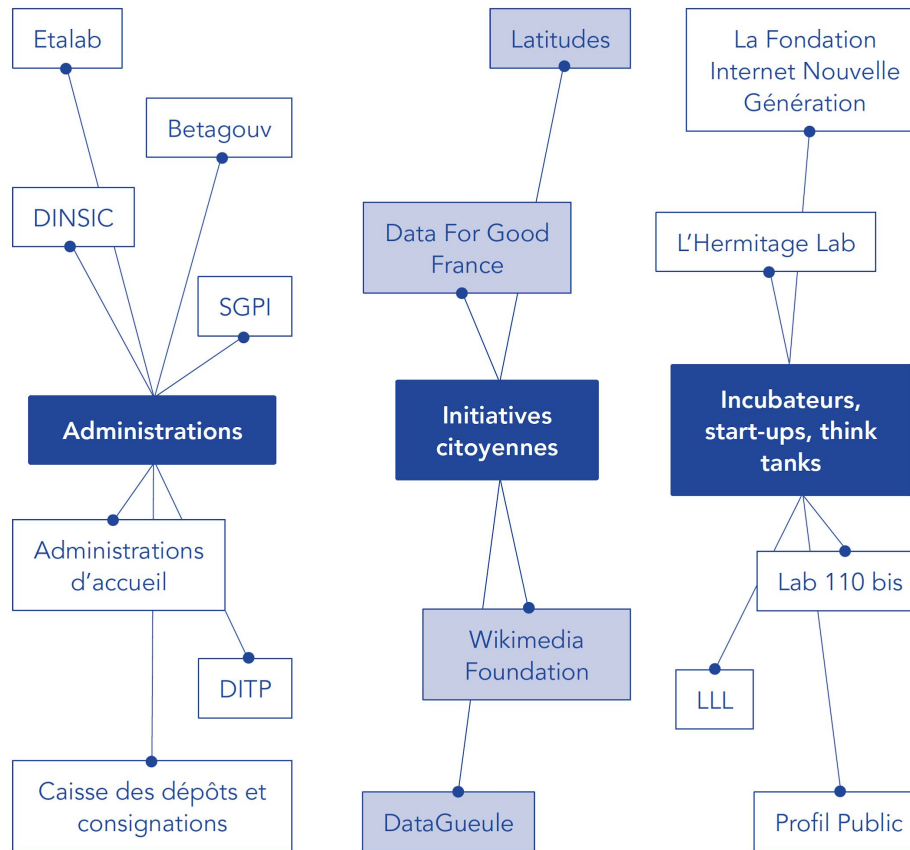 Etalab
Betagouv
DINSIC
SGPI
Administrations
Administrations
d’accueil
DITP
Caisse des dépôts et
consignations
Latitudes
Data For Good
France
Initiatives
citoyennes
Wikimedia
Foundation
DataGueule
La Fondation
Internet Nouvelle
Génération
L’Hermitage Lab
Incubateurs,
start-ups, think
tanks
Lab 110 bis
LLL
Profil Public